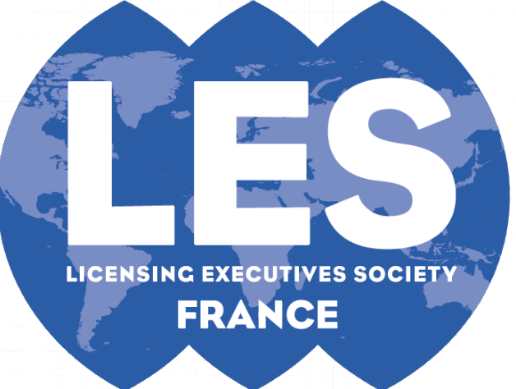 LES
LICENSING EXECUTIVES SOCIETY
FRANCE